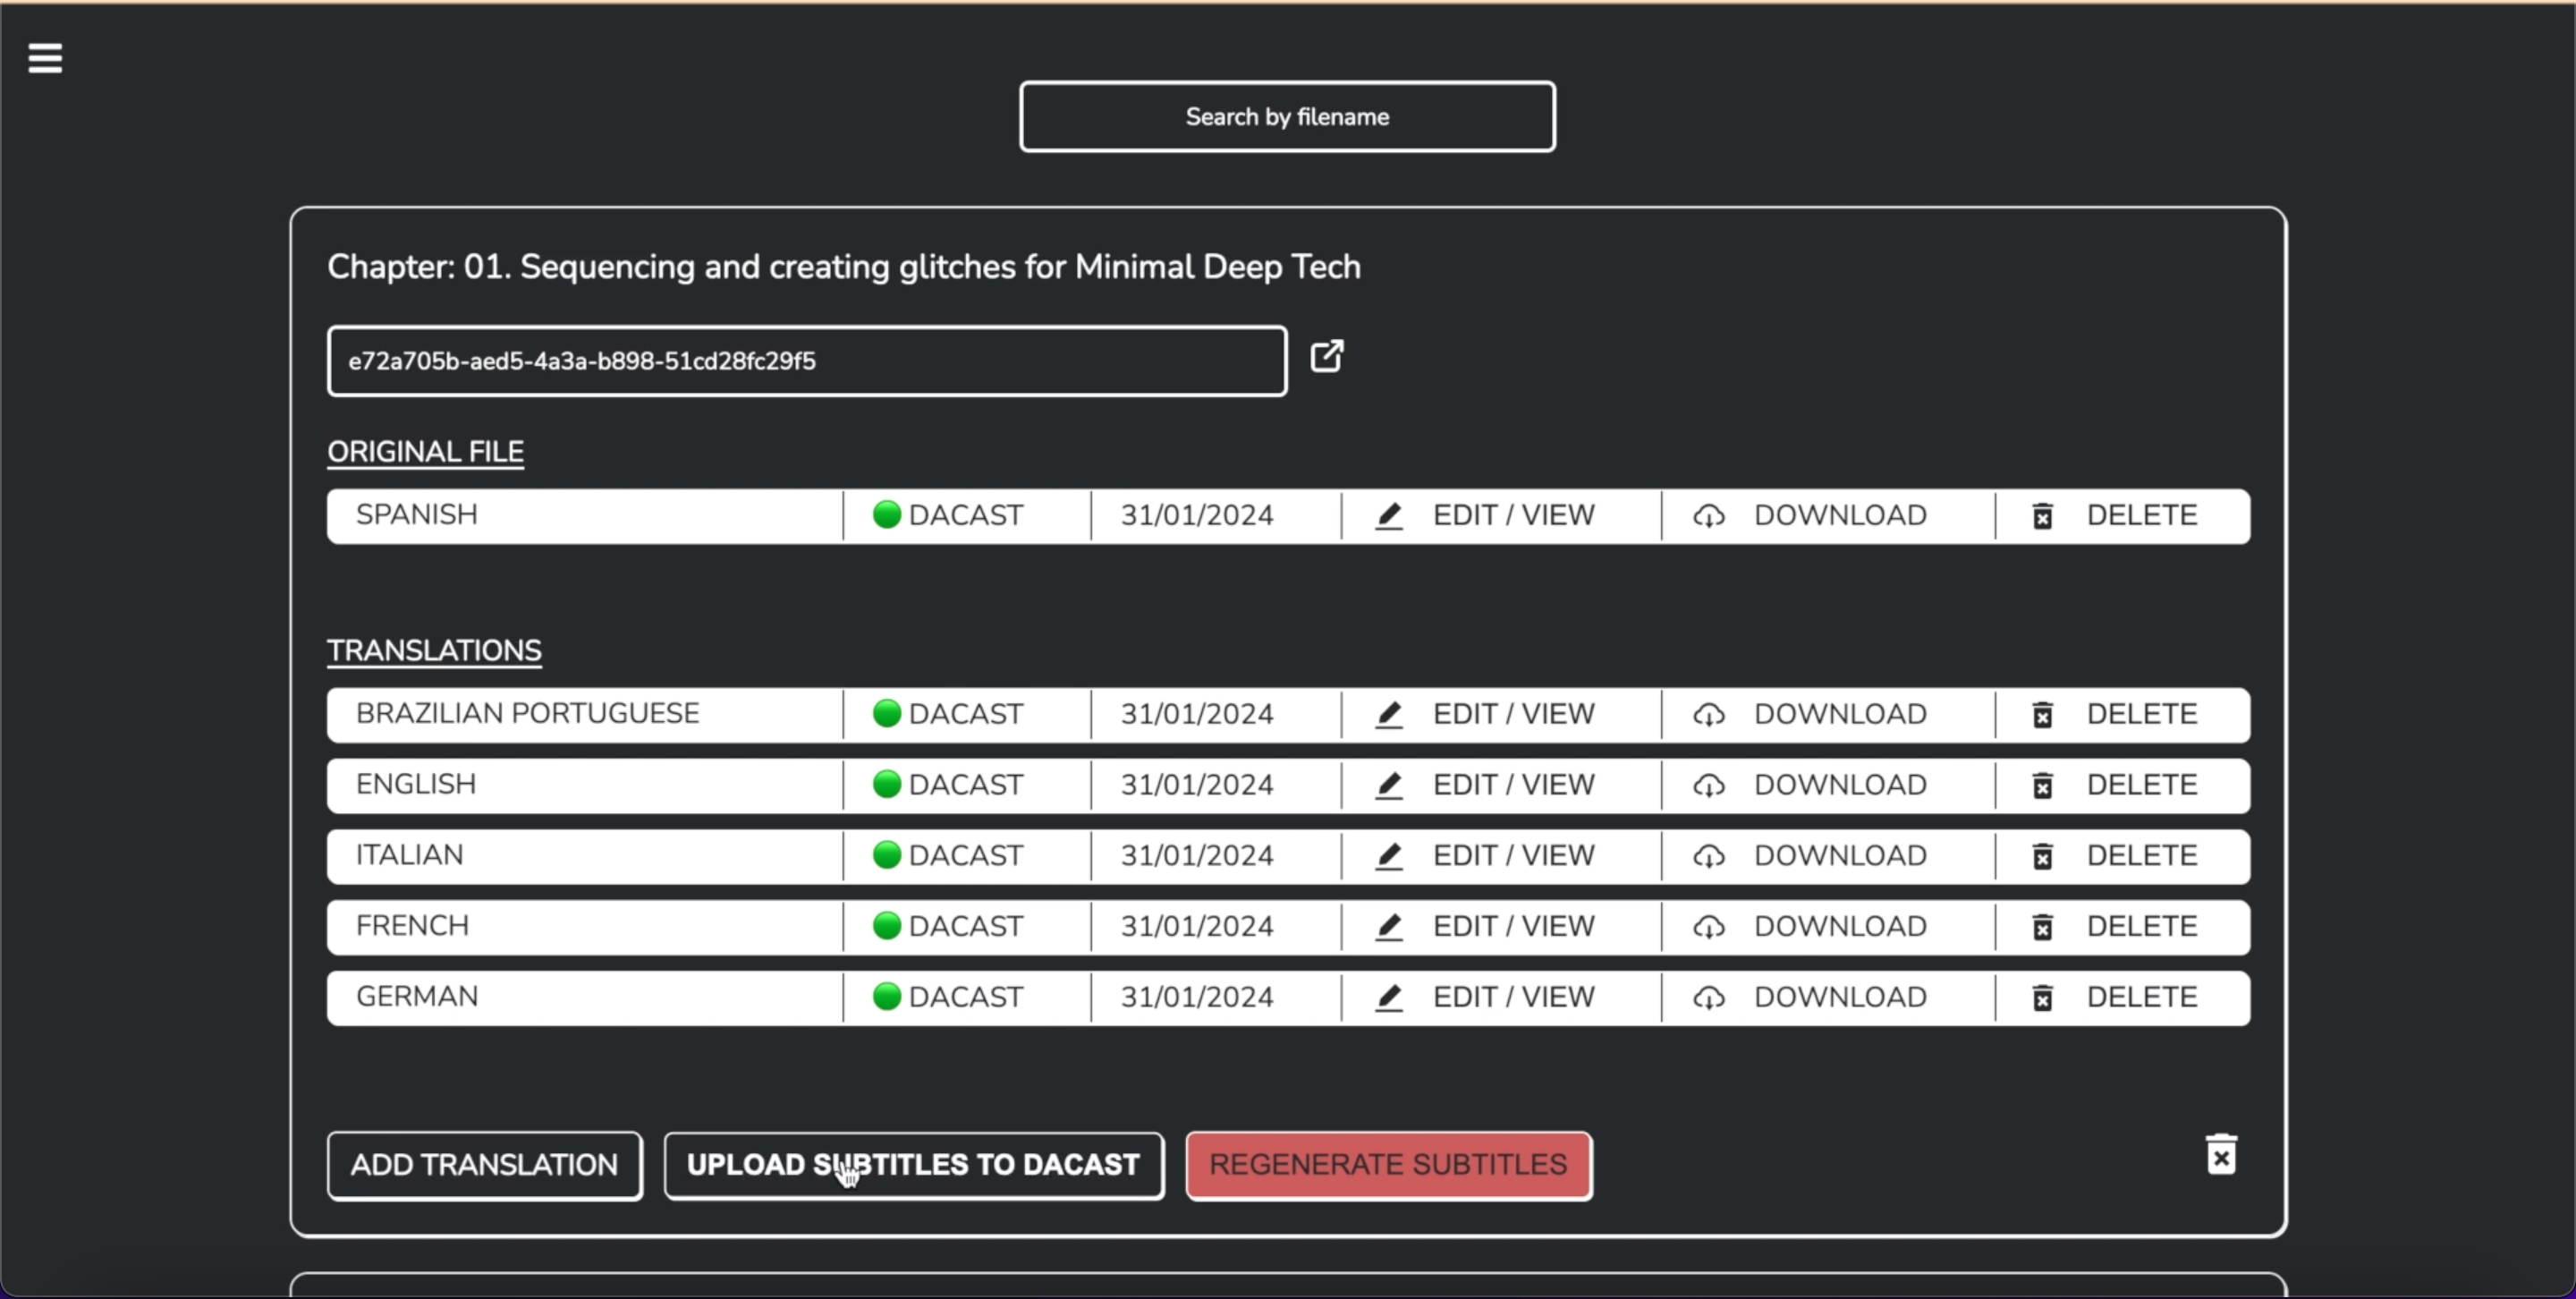 Search by filename
Chapter: 01. Sequencing and creating glitches for Minimal Deep Tech
e72a705b-aed5-4a3a-b898-51cd28fc29f5
ORIGINAL FILE
SPANISH DACAST 31/01/2024 EDIT / VIEW DOWNLOAD DELETE
TRANSLATIONS
BRAZILIAN PORTUGUESE DACAST 31/01/2024 EDIT / VIEW DOWNLOAD DELETE
ENGLISH DACAST 31/01/2024 EDIT / VIEW DOWNLOAD DELETE
ITALIAN DACAST 31/01/2024 EDIT / VIEW DOWNLOAD DELETE
FRENCH DACAST 31/01/2024 EDIT / VIEW DOWNLOAD DELETE
GERMAN DACAST 31/01/2024 EDIT / VIEW DOWNLOAD DELETE
ADD TRANSLATION UPLOAD SUBTITLES TO DACAST REGENERATE SUBTITLES